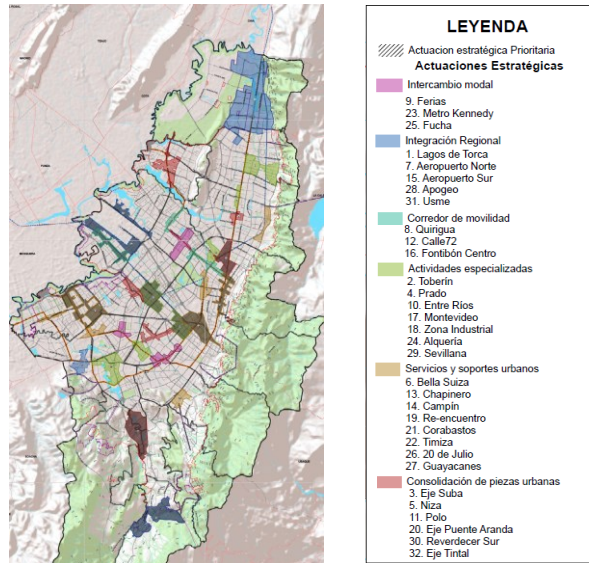 LEYENDA
Actuacion estratégica Prioritaria
Actuaciones Estratégicas
Intercambio modal
9. Ferias
23. Metro Kennedy
25. Fucha
Integración Regional
1. Lagos de Torca
7. Aeropuerto Norte
15. Aeropuerto Sur
28. Apogeo
31. Usme
Corredor de movilidad
8. Quirigua
12. Calle72
16. Fontibón Centro
Actividades especializadas
2. Toberín
4. Prado
10. Entre Ríos
17. Montevideo
18. Zona Industrial
24. Alquería
29. Sevillana
Servicios y soportes urbanos
6. Bella Suiza
13. Chapinero
14. Campín
19. Re-encuentro
21. Corabastos
22. Timiza
26. 20 de Julio
27. Guayacanes
Consolidación de piezas urbanas
3. Eje Suba
5. Niza
11. Polo
20. Eje Puente Aranda
30. Reverdecer Sur
32. Eje Tintal